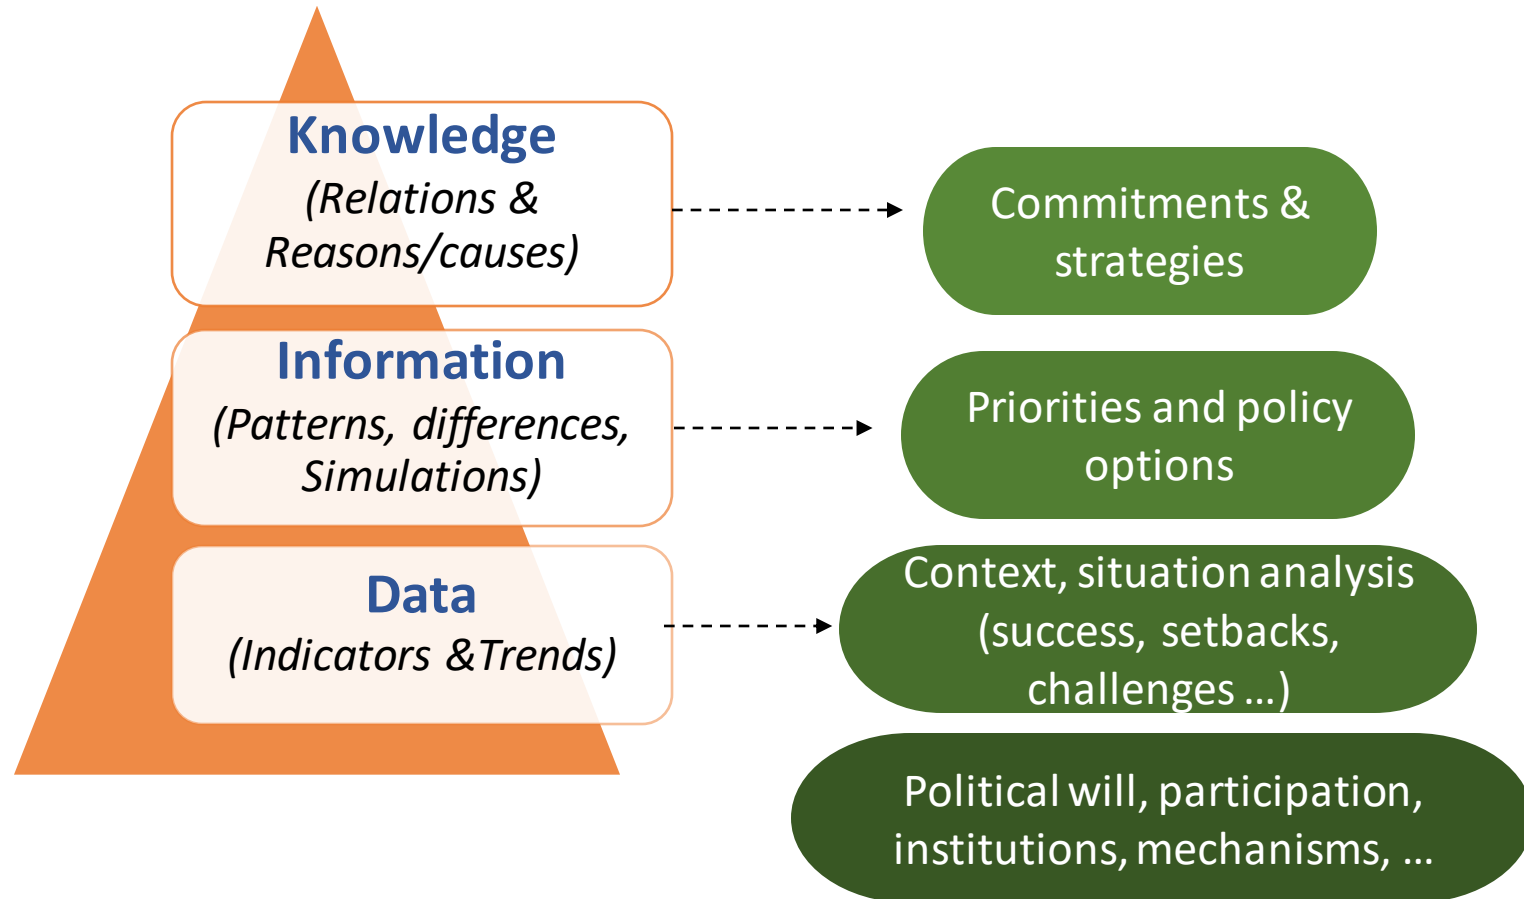 Knowledge
(Relations &
Reasons/causes)
Commitments &
strategies
Information
(Patterns, differences,
Simulations)
Priorities and policy
options
Data
(Indicators &Trends)
Context, situation analysis
(success, setbacks,
challenges ...)
Political will, participation,
institutions, mechanisms, ...